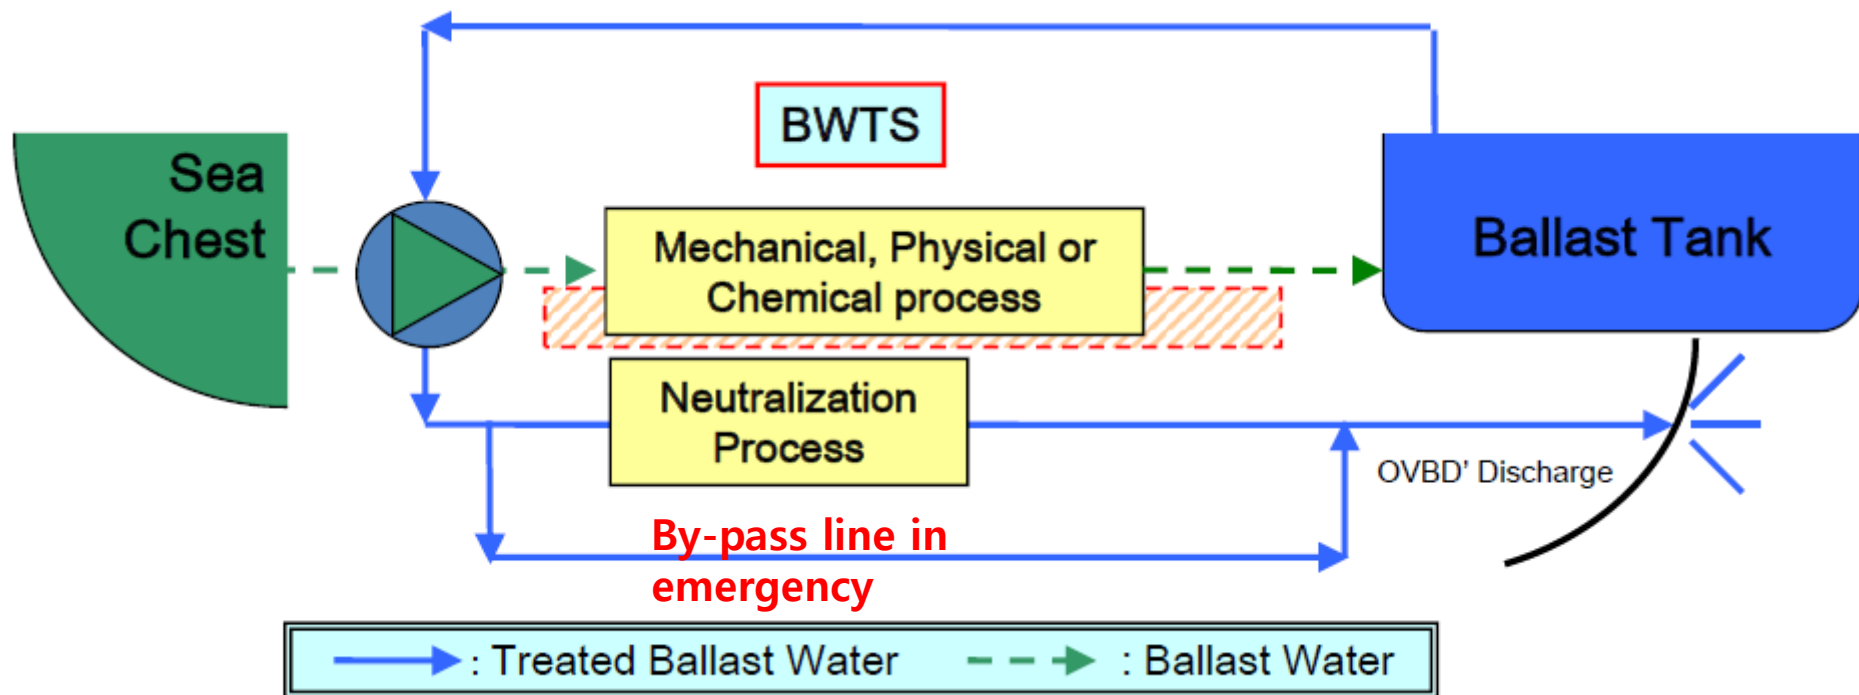 BWTS
Sea
Chest
Mechanical, Physical or
Chemical process
Ballast Tank
Neutralization
Process
OVBD' Discharge
By-pass line in
emergency
: Treated Ballast Water
: Ballast Water